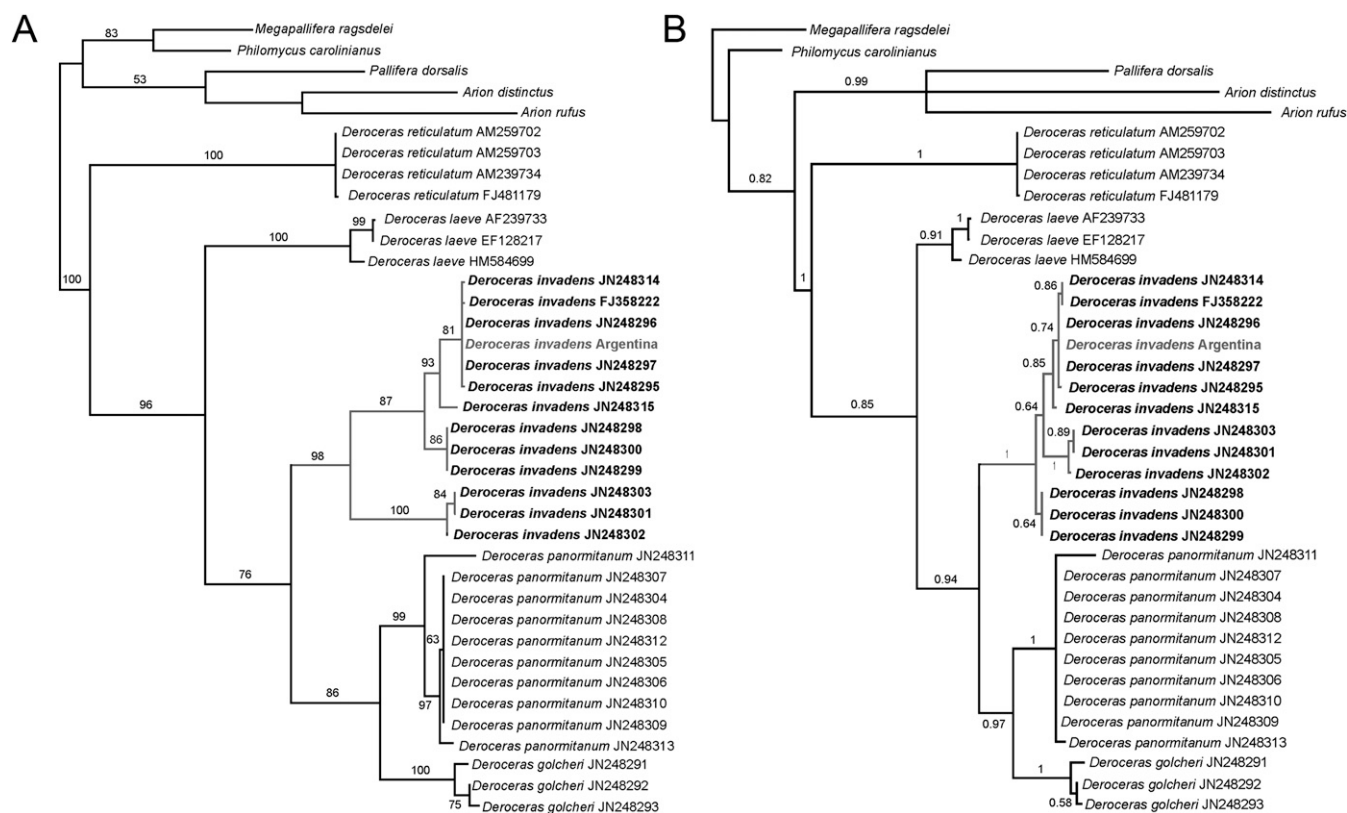 A
83
Megapallifera ragsdelei
Philomycus carolinianus
53
Pallifera dorsalis
Arion distinctus
Arion rufus
Deroceras reticulatum AM259702
Deroceras reticulatum AM259703
100
Deroceras reticulatum AM239734
Deroceras reticulatum FJ481179
99
Deroceras laeve AF239733
100
Deroceras laeve EF128217
Deroceras laeve HM584699
100
Deroceras invadens JN248314
Deroceras invadens FJ358222
Deroceras invadens JN248296
81
Deroceras invadens Argentina
93
Deroceras invadens JN248297
Deroceras invadens JN248295
96
87
Deroceras invadens JN248315
Deroceras invadens JN248298
86
Deroceras invadens JN248300
98
Deroceras invadens JN248299
84
Deroceras invadens JN248303
100
Deroceras invadens JN248301
Deroceras invadens JN248302
76
Deroceras panormitanum JN248311
Deroceras panormitanum JN248307
Deroceras panormitanum JN248304
99
Deroceras panormitanum JN248308
63
Deroceras panormitanum JN248312
Deroceras panormitanum JN248305
Deroceras panormitanum JN248306
86
97
Deroceras panormitanum JN248310
Deroceras panormitanum JN248309
Deroceras panormitanum JN248313
100
Deroceras golcheri JN248291
Deroceras golcheri JN248292
75
Deroceras golcheri JN248293
B
Megapallifera ragsdelei
Philomycus carolinianus
0.99
Pallifera dorsalis
Arion distinctus
Arion rufus
Deroceras reticulatum AM259702
1
Deroceras reticulatum AM259703
0.82
Deroceras reticulatum AM239734
Deroceras reticulatum FJ481179
1
Deroceras laeve AF239733
0.91
Deroceras laeve EF128217
Deroceras laeve HM584699
1
0.86
Deroceras invadens JN248314
Deroceras invadens FJ358222
0.74
Deroceras invadens JN248296
Deroceras invadens Argentina
0.85
Deroceras invadens JN248297
Deroceras invadens JN248295
0.85
0.64
Deroceras invadens JN248315
0.89
Deroceras invadens JN248303
1
Deroceras invadens JN248301
1
Deroceras invadens JN248302
Deroceras invadens JN248298
Deroceras invadens JN248300
0.64
Deroceras invadens JN248299
0.94
Deroceras panormitanum JN248311
Deroceras panormitanum JN248307
Deroceras panormitanum JN248304
Deroceras panormitanum JN248308
1
Deroceras panormitanum JN248312
Deroceras panormitanum JN248305
Deroceras panormitanum JN248306
Deroceras panormitanum JN248310
0.97
Deroceras panormitanum JN248309
Deroceras panormitanum JN248313
1
Deroceras golcheri JN248291
Deroceras golcheri JN248292
0.58
Deroceras golcheri JN248293